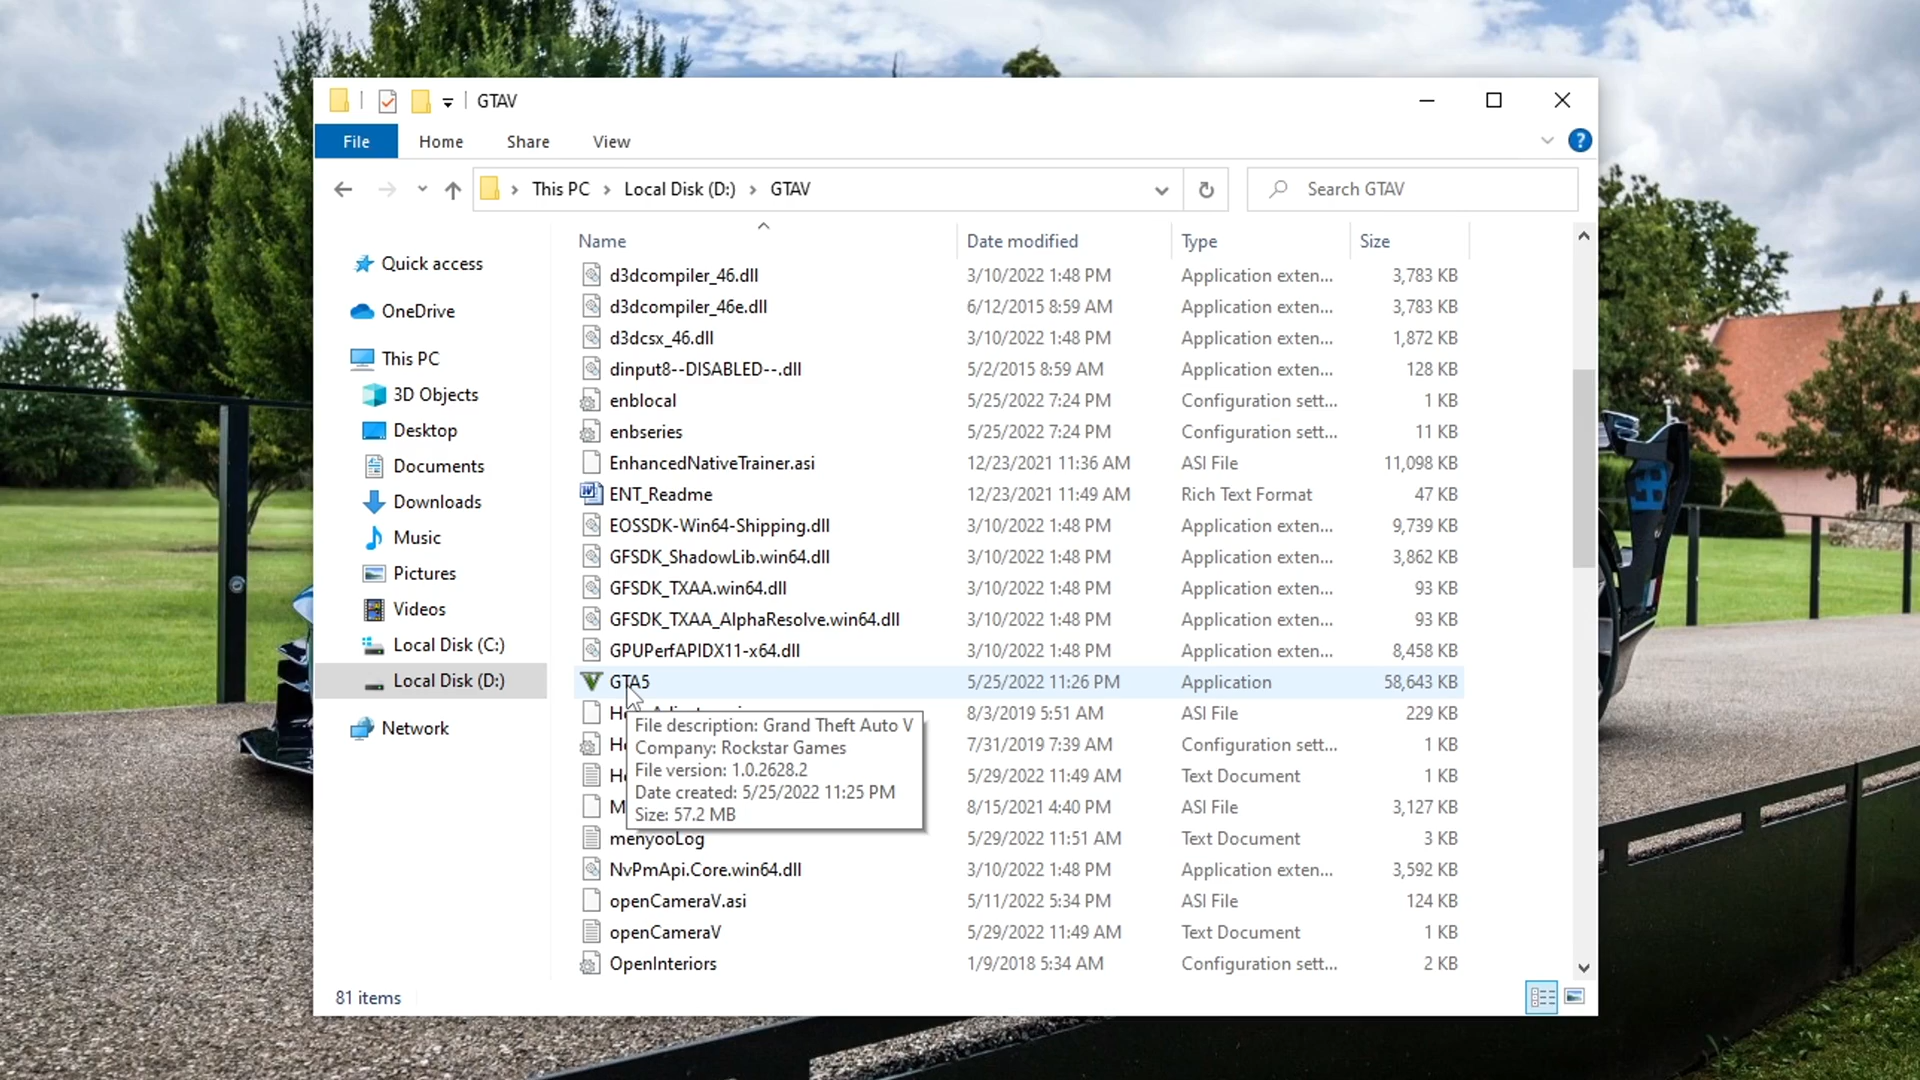 GTAV
File Home Share View
This PC Local Disk (D:) GTAV
Search GTAV
Quick access
OneDrive
This PC
3D Objects
Desktop
Documents
Downloads
Music
Pictures
Videos
Local Disk (C:)
Local Disk (D:)
Network
Name Date modified Type Size
d3dcompiler_46.dll 3/10/2022 1:48 PM Application exten... 3,783 KB
d3dcompiler_46e.dll 6/12/2015 8:59 AM Application exten... 3,783 KB
d3dcsx_46.dll 3/10/2022 1:48 PM Application exten... 1,872 KB
dinput8--DISABLED--.dll 5/2/2015 8:59 AM Application exten... 128 KB
enblocal 5/25/2022 7:24 PM Configuration sett... 1 KB
enbseries 5/25/2022 7:24 PM Configuration sett... 11 KB
EnhancedNativeTrainer.asi 12/23/2021 11:36 AM ASI File 11,098 KB
ENT_Readme 12/23/2021 11:49 AM Rich Text Format 47 KB
EOSSDK-Win64-Shipping.dll 3/10/2022 1:48 PM Application exten... 9,739 KB
GFSDK_ShadowLib.win64.dll 3/10/2022 1:48 PM Application exten... 3,862 KB
GFSDK_TXAA.win64.dll 3/10/2022 1:48 PM Application exten... 93 KB
GFSDK_TXAA_AlphaResolve.win64.dll 3/10/2022 1:48 PM Application exten... 93 KB
GPUPerfAPIDX11-x64.dll 3/10/2022 1:48 PM Application exten... 8,458 KB
GTA5 5/25/2022 11:26 PM Application 58,643 KB
8/3/2019 5:51 AM ASI File 229 KB
7/31/2019 7:39 AM Configuration sett... 1 KB
5/29/2022 11:49 AM Text Document 1 KB
8/15/2021 4:40 PM ASI File 3,127 KB
File description: Grand Theft Auto V
Company: Rockstar Games
File version: 1.0.2628.2
Date created: 5/25/2022 11:25 PM
Size: 57.2 MB
menyooLog 5/29/2022 11:51 AM Text Document 3 KB
NvPmApi.Core.win64.dll 3/10/2022 1:48 PM Application exten... 3,592 KB
openCameraV.asi 5/11/2022 5:34 PM ASI File 124 KB
openCameraV 5/29/2022 11:49 AM Text Document 1 KB
OpenInteriors 1/9/2018 5:34 AM Configuration sett... 2 KB
81 items